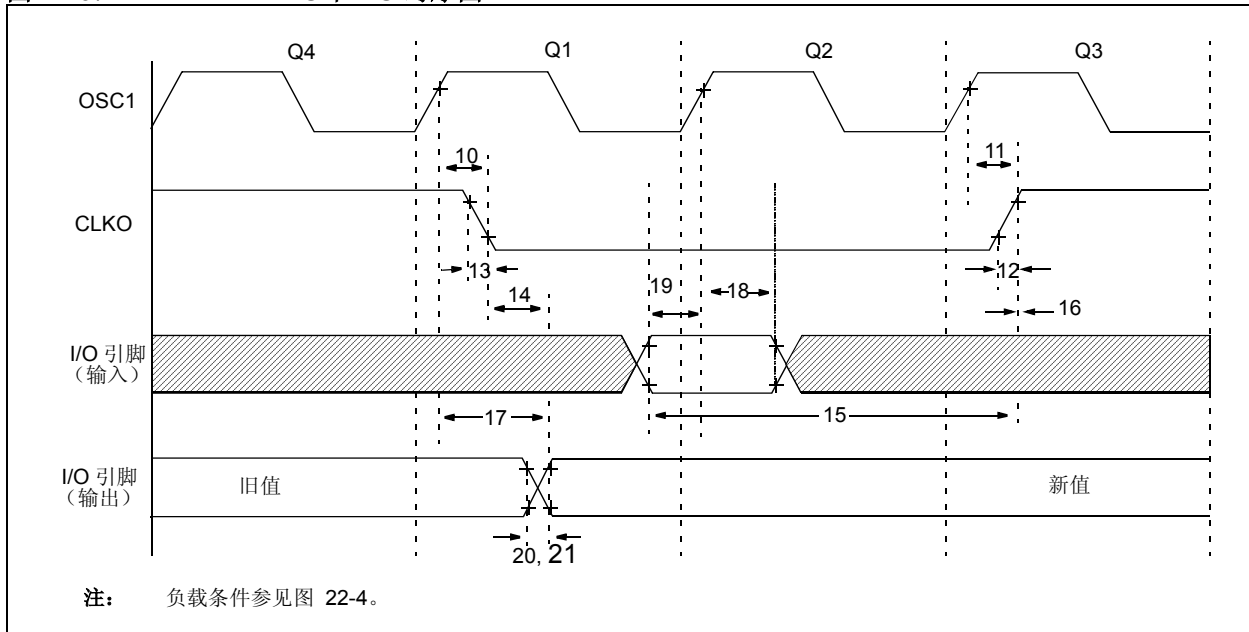 Q4 Q1 Q2 Q3
OSC1
10 11
CLKO
13 12
14 19 18 16
I/O 引脚
（输入）
17 15
I/O 引脚
（输出）
旧值 新值
20, 21
注： 负载条件参见图 22-4。